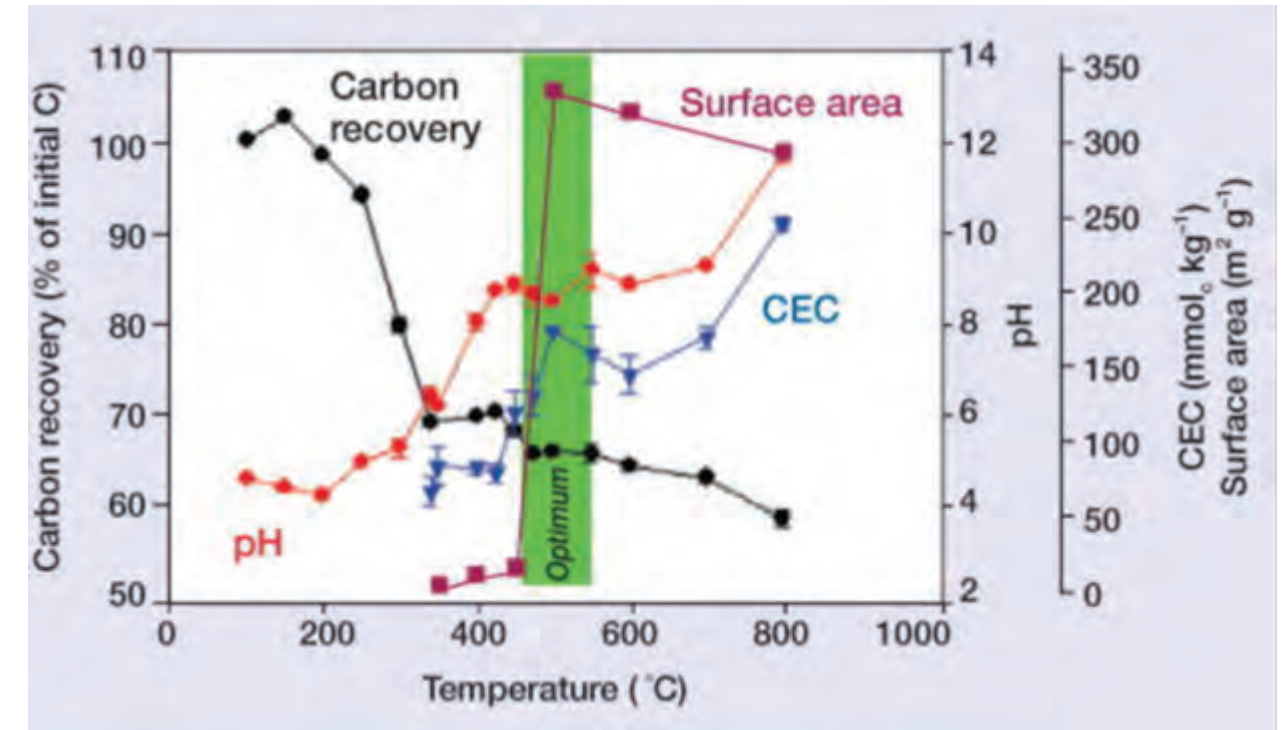 110
100
90
80
70
60
50
Carbon recovery (% of initial C)
Carbon
recovery
Surface area
CEC
pH
Optimum
14
12
10
8
6
4
2
pH
350
300
250
200
150
100
50
0
CEC (mmolc kg⁻¹)
Surface area (m² g⁻¹)
0 200 400 600 800 1000
Temperature (°C)